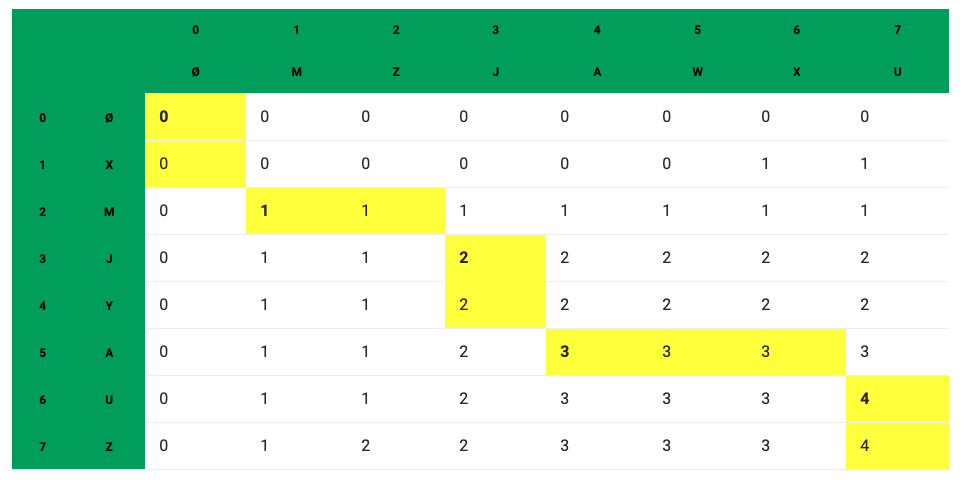 0 1 2 3 4 5 6 7
Ø M Z J A W X U
0 Ø 0 0 0 0 0 0 0 0
1 X 0 0 0 0 0 0 1 1
2 M 0 1 1 1 1 1 1 1
3 J 0 1 1 2 2 2 2 2
4 Y 0 1 1 2 2 2 2 2
5 A 0 1 1 2 3 3 3 3
6 U 0 1 1 2 3 3 3 4
7 Z 0 1 2 2 3 3 3 4